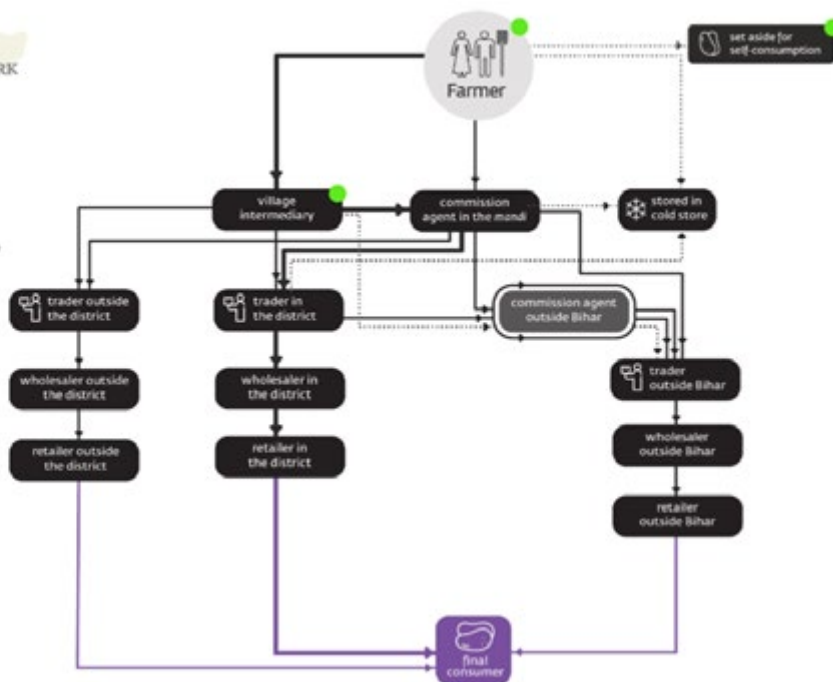 RK
set aside for
self-consumption
Farmer
village
intermediary
commission
agent in the mandi
stored in
cold store
trader outside
the district
trader in
the district
commission agent
outside Bihar
trader
outside Bihar
wholesaler outside
the district
wholesaler in
the district
wholesaler
outside Bihar
retailer outside
the district
retailer in
the district
retailer
outside Bihar
final
consumer